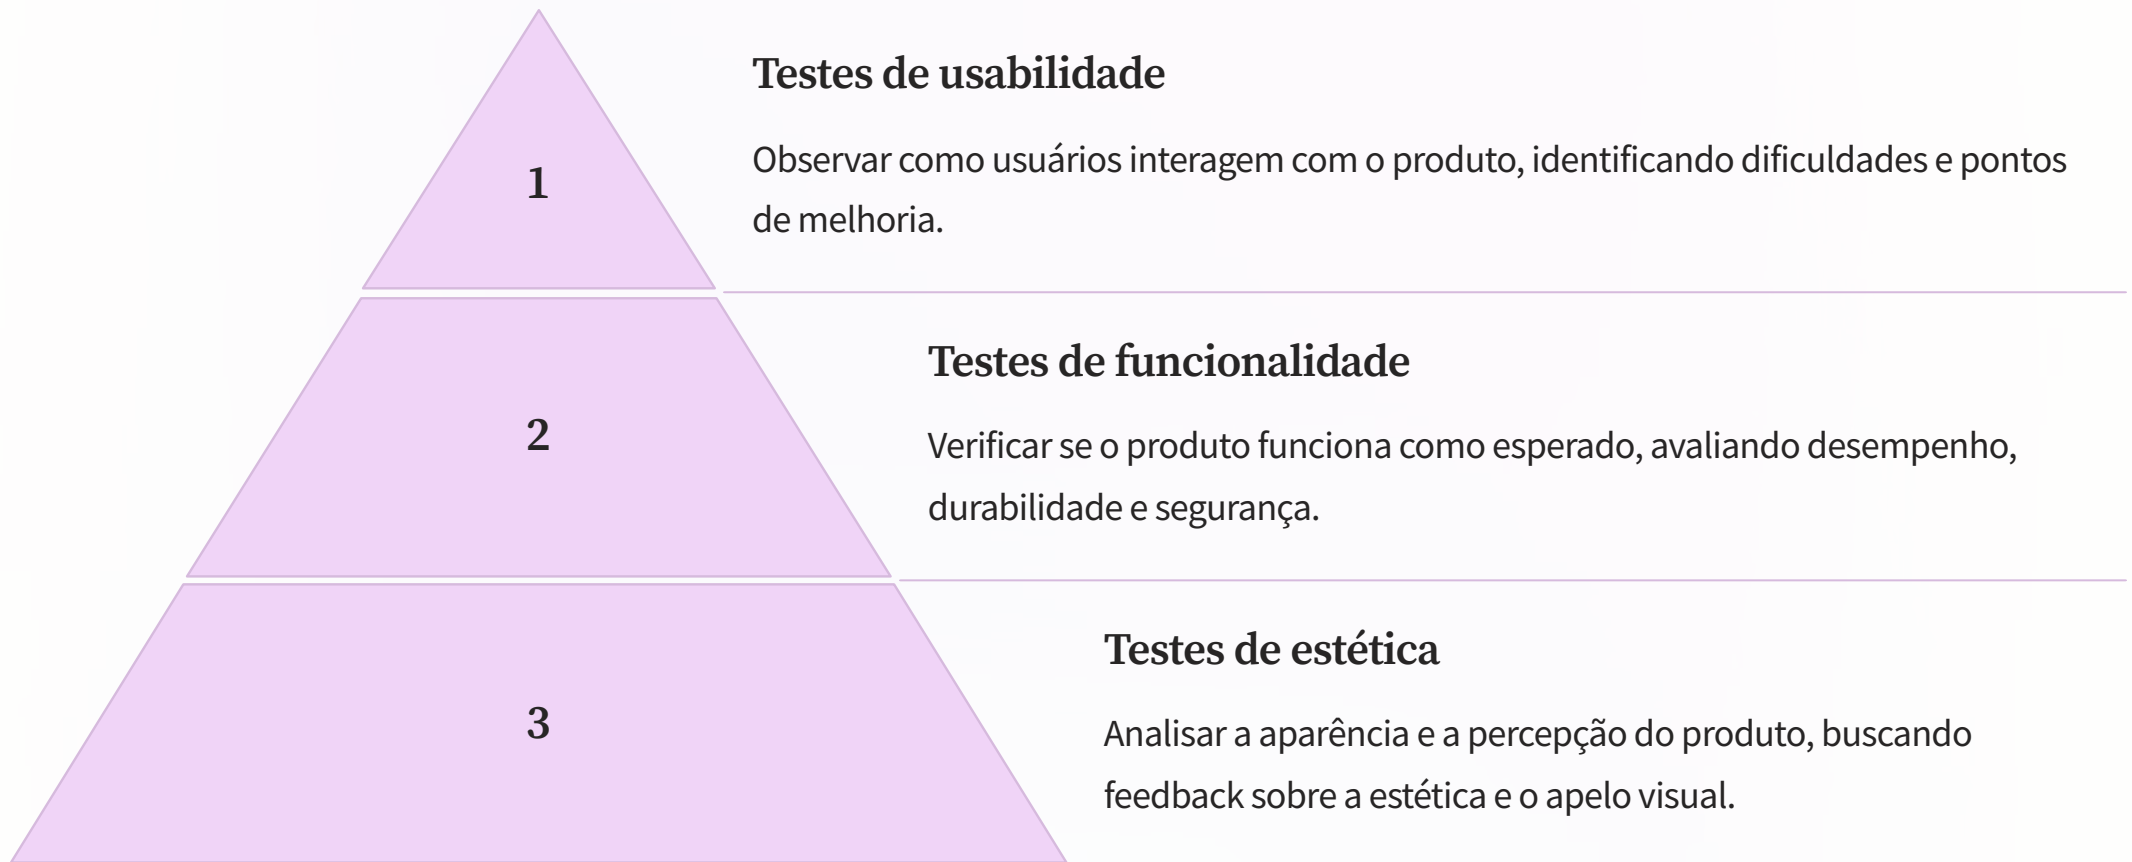 1
Testes de usabilidade
Observar como usuários interagem com o produto, identificando dificuldades e pontos
de melhoria.
2
Testes de funcionalidade
Verificar se o produto funciona como esperado, avaliando desempenho,
durabilidade e segurança.
3
Testes de estética
Analisar a aparência e a percepção do produto, buscando
feedback sobre a estética e o apelo visual.